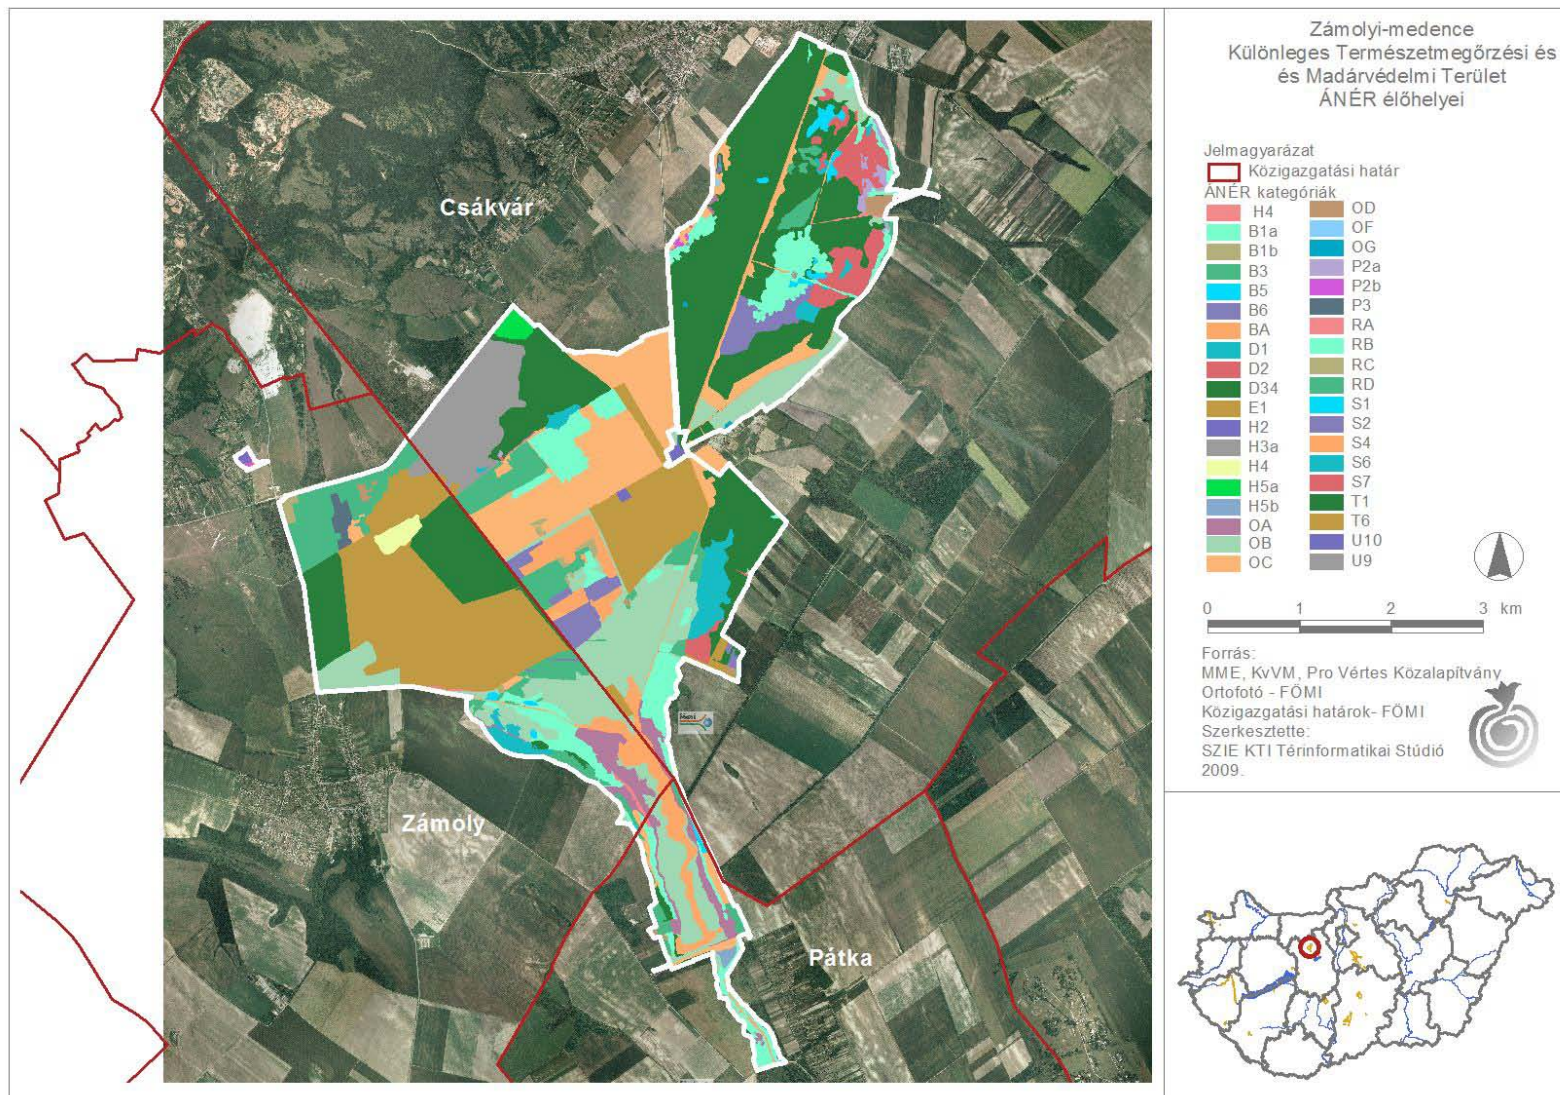 Zámolyi-medence
Különleges Természetmegőrzési és
és Madárvédelmi Terület
ÁNÉR élőhelyei
Jelmagyarázat
Közigazgatási határ
ÁNÉR kategóriák
H4
B1a
B1b
B3
B5
B6
BA
D1
D2
D34
E1
H2
H3a
H4
H5a
H5b
OA
OB
OC
OD
OF
OG
P2a
P2b
P3
RA
RB
RC
RD
S1
S2
S4
S6
S7
T1
T6
U10
U9
0 1 2 3 km
Forrás:
MME, KvVM, Pro Vértes Közalapítvány
Ortofotó - FÖMI
Közigazgatási határok- FÖMI
Szerkesztette:
SZIE KTI Térinformatikai Stúdió
2009.
Csákvár
Zámoly
Pátka